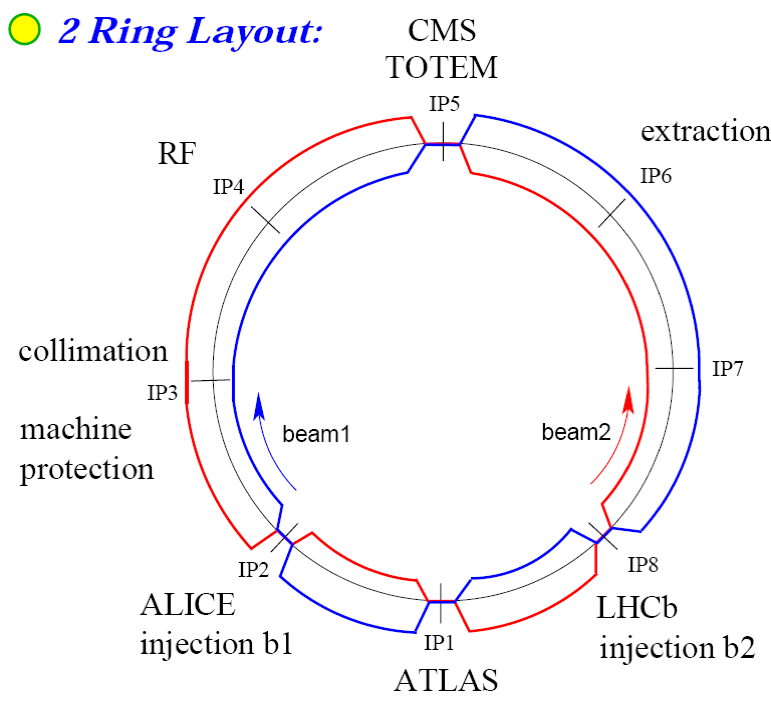 2 Ring Layout:
CMS
TOTEM
IP5
extraction
RF
IP4
IP6
collimation
IP3
IP7
machine
protection
beam1
beam2
IP2
IP8
ALICE
injection b1
LHCb
injection b2
IP1
ATLAS